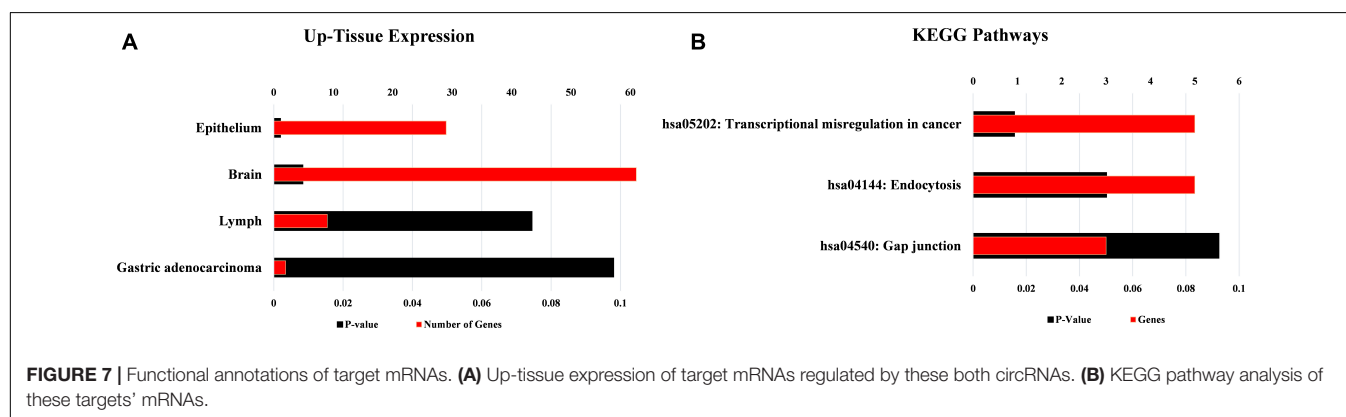 A
Up-Tissue Expression
0 10 20 30 40 50 60
Epithelium
Brain
Lymph
Gastric adenocarcinoma
0 0.02 0.04 0.06 0.08 0.1
P-value Number of Genes
B
KEGG Pathways
0 1 2 3 4 5 6
hsa05202: Transcriptional misregulation in cancer
hsa04144: Endocytosis
hsa04540: Gap junction
0 0.02 0.04 0.06 0.08 0.1
P-Value Genes
FIGURE 7 | Functional annotations of target mRNAs. (A) Up-tissue expression of target mRNAs regulated by these both circRNAs. (B) KEGG pathway analysis of
these targets' mRNAs.